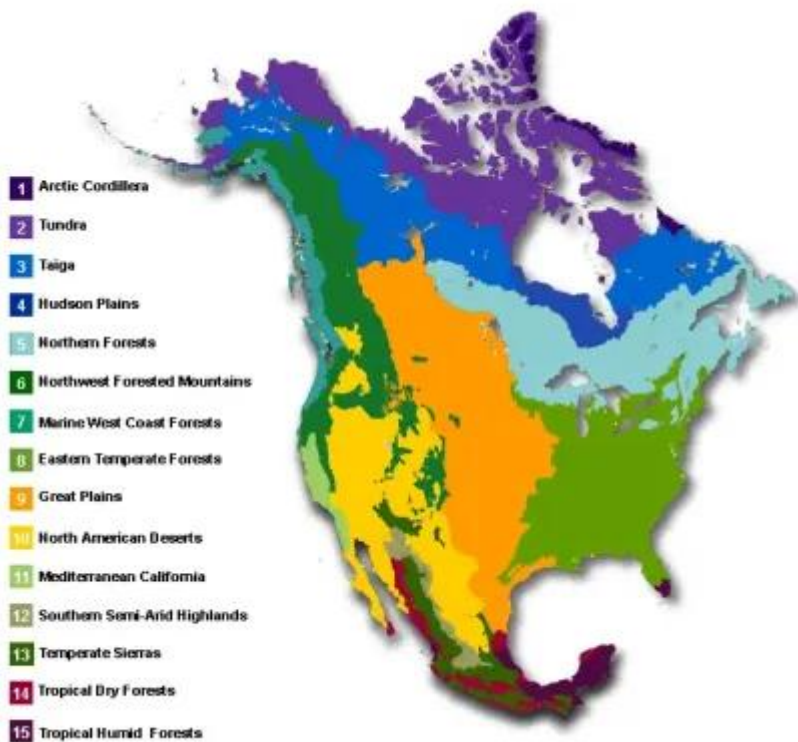 1 Arctic Cordillera
2 Tundra
3 Taiga
4 Hudson Plains
5 Northern Forests
6 Northwest Forested Mountains
7 Marine West Coast Forests
8 Eastern Temperate Forests
9 Great Plains
10 North American Deserts
11 Mediterranean California
12 Southern Semi-Arid Highlands
13 Temperate Sierras
14 Tropical Dry Forests
15 Tropical Humid Forests